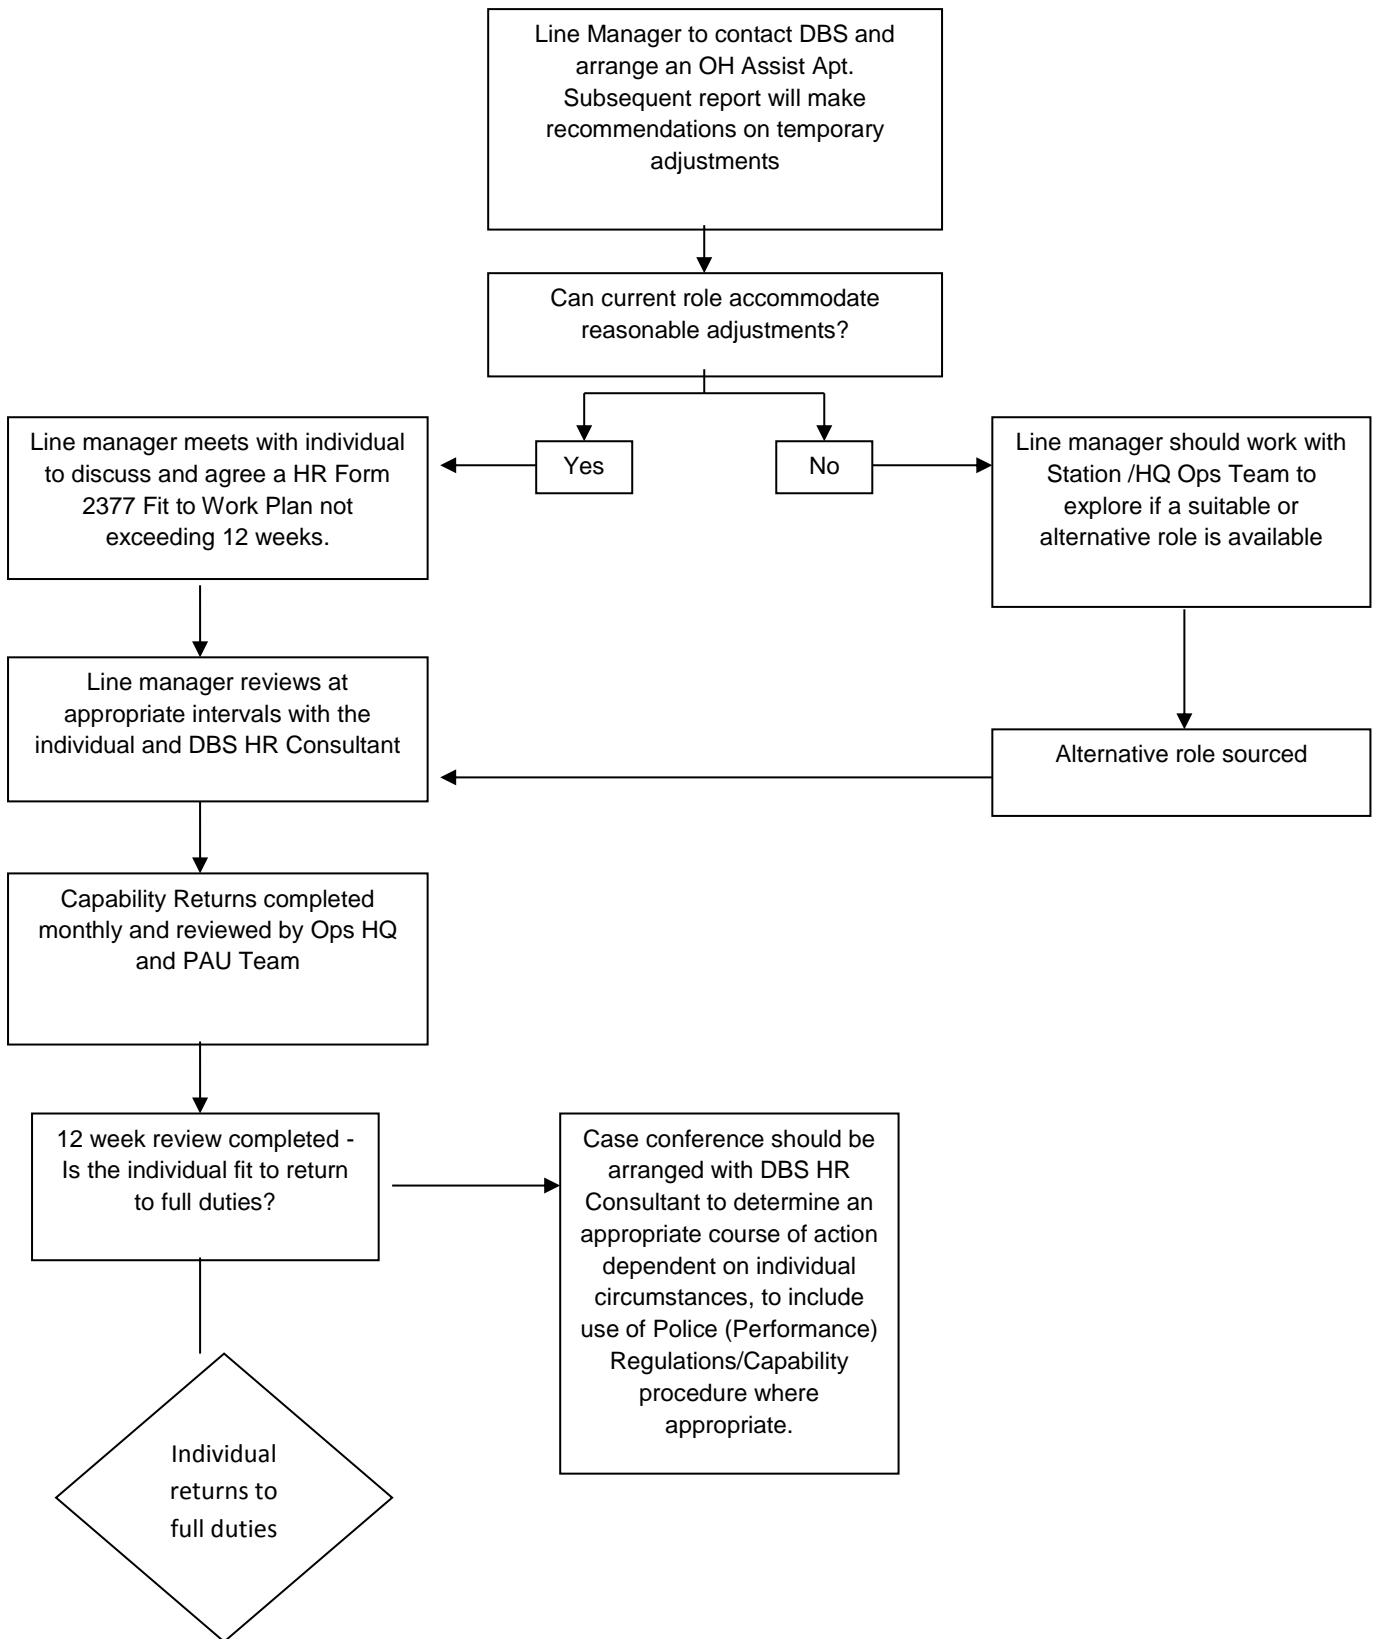 Line Manager to contact DBS and
arrange an OH Assist Apt.
Subsequent report will make
recommendations on temporary
adjustments
Can current role accommodate
reasonable adjustments?
Yes
No
Line manager meets with individual
to discuss and agree a HR Form
2377 Fit to Work Plan not
exceeding 12 weeks.
Line manager should work with
Station /HQ Ops Team to
explore if a suitable or
alternative role is available
Line manager reviews at
appropriate intervals with the
individual and DBS HR Consultant
Alternative role sourced
Capability Returns completed
monthly and reviewed by Ops HQ
and PAU Team
12 week review completed -
Is the individual fit to return
to full duties?
Case conference should be
arranged with DBS HR
Consultant to determine an
appropriate course of action
dependent on individual
circumstances, to include
use of Police (Performance)
Regulations/Capability
procedure where
appropriate.
Individual
returns to
full duties